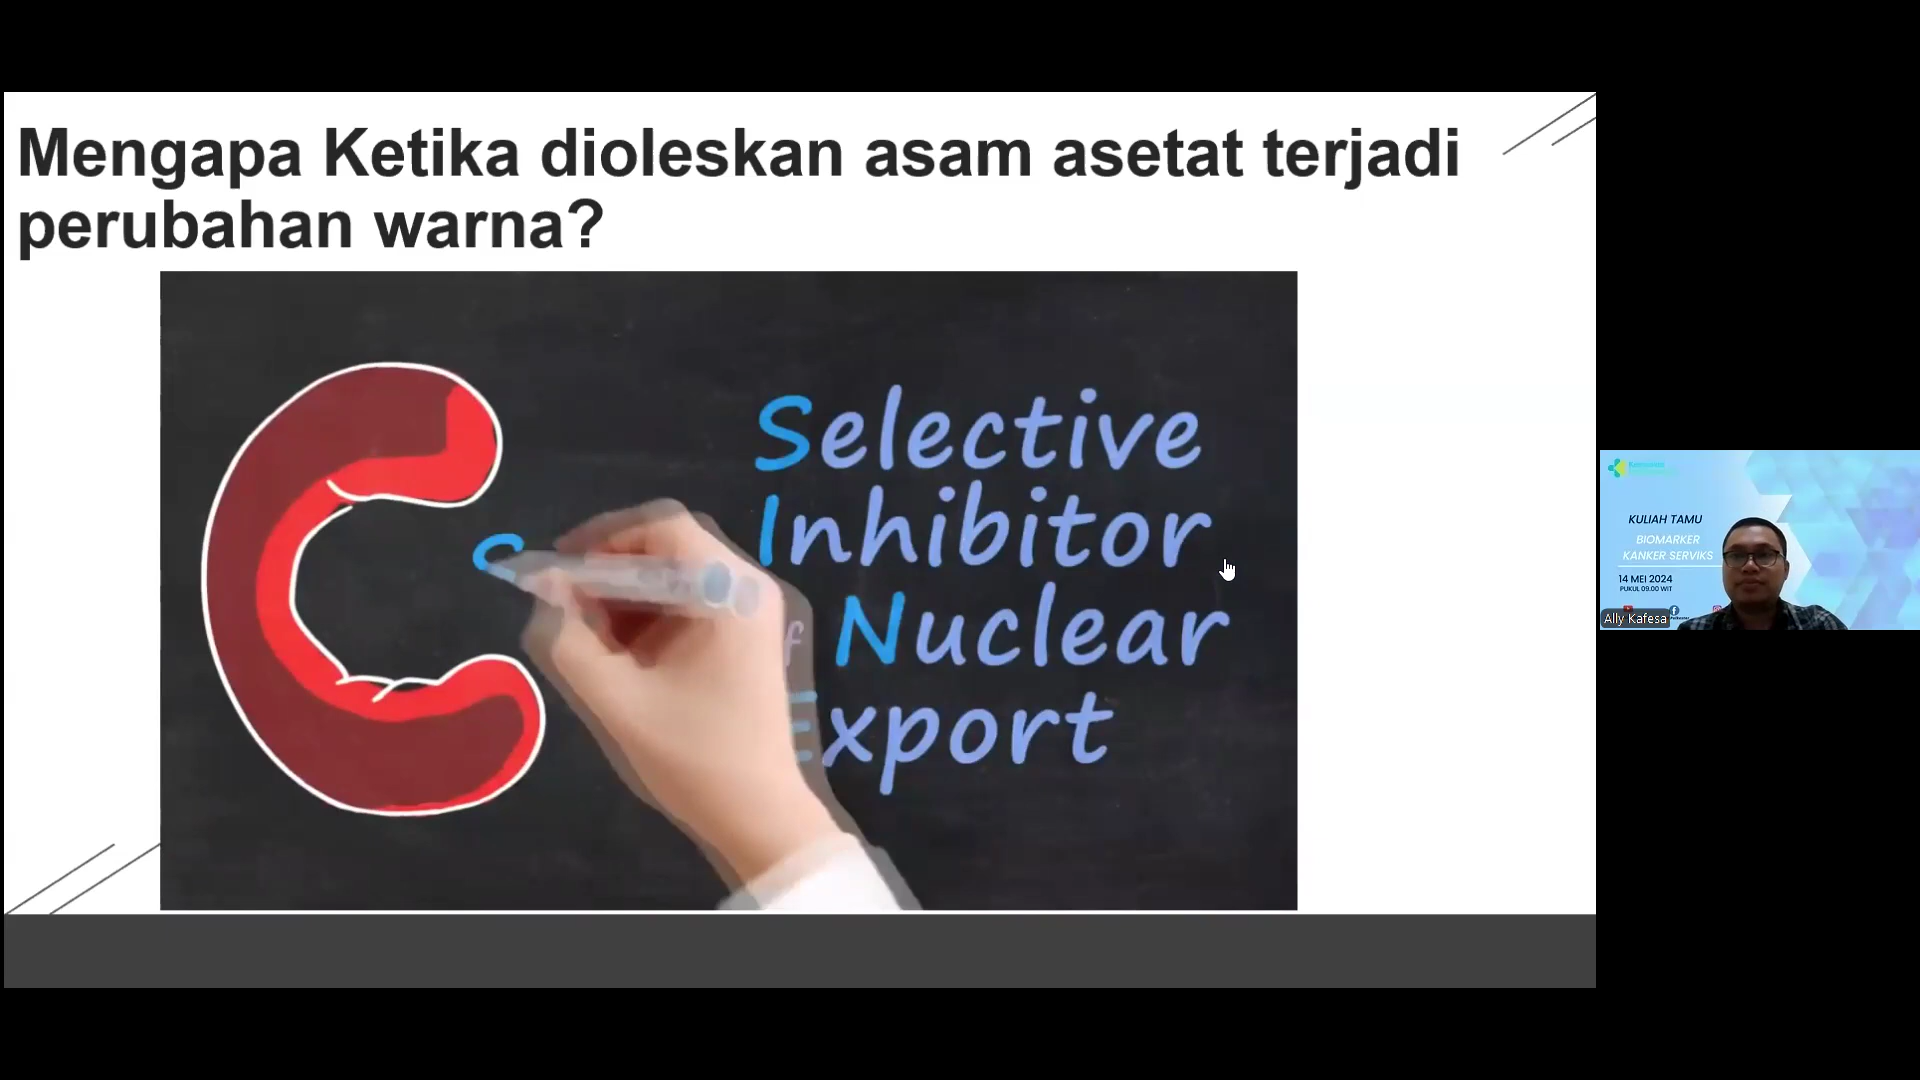 Mengapa Ketika dioleskan asam asetat terjadi
perubahan warna?
Selective
Inhibitor
f Nuclear
Export
KULIAH TAMU
BIOMARKER
KANKER SERVIKS
14 MEI 2024
PUKUL 09.00 WIT
Ally Kafesa